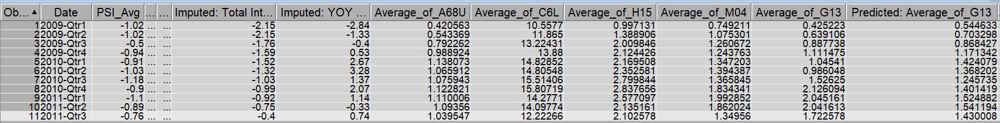 Ob... Date PSI_Avg ... ... Imputed: Total Int... Imputed: YOY ... Average_of_A68U Average_of_C6L Average_of_H15 Average_of_M04 Average_of_G13 Predicted: Average_of_G13
1 2009-Qtr1 -1.02 ... ... -2.15 -2.84 0.420563 10.5577 0.997131 0.749211 0.425223 0.544633
2 2009-Qtr2 -1.02 ... ... -2.15 -1.33 0.543369 11.865 1.388906 1.075301 0.639106 0.703298
3 2009-Qtr3 -0.5 ... ... -1.76 -0.4 0.792262 13.22431 2.009846 1.260672 0.887738 0.868427
4 2009-Qtr4 -0.94 ... ... -1.59 0.53 0.988924 13.88 2.124426 1.243763 1.111475 1.171342
5 2010-Qtr1 -0.91 ... ... -1.52 2.67 1.138073 14.82852 2.169508 1.347203 1.04541 1.424079
6 2010-Qtr2 -1.03 ... ... -1.32 3.28 1.065912 14.80548 2.352581 1.394387 0.986048 1.368202
7 2010-Qtr3 -1.18 ... ... -1.03 1.37 1.075943 15.51406 2.799844 1.365845 1.52625 1.245735
8 2010-Qtr4 -0.9 ... ... -0.99 2.07 1.122821 15.80719 2.837656 1.834341 2.126094 1.401419
9 2011-Qtr1 -1.1 ... ... -0.92 1.14 1.110006 14.2771 2.577097 1.992852 2.045161 1.524882
10 2011-Qtr2 -0.89 ... ... -0.75 -0.33 1.09356 14.09774 2.135161 1.862024 2.041613 1.541194
11 2011-Qtr3 -0.76 ... ... -0.4 0.74 1.039547 12.22266 2.102578 1.34956 1.722578 1.430008